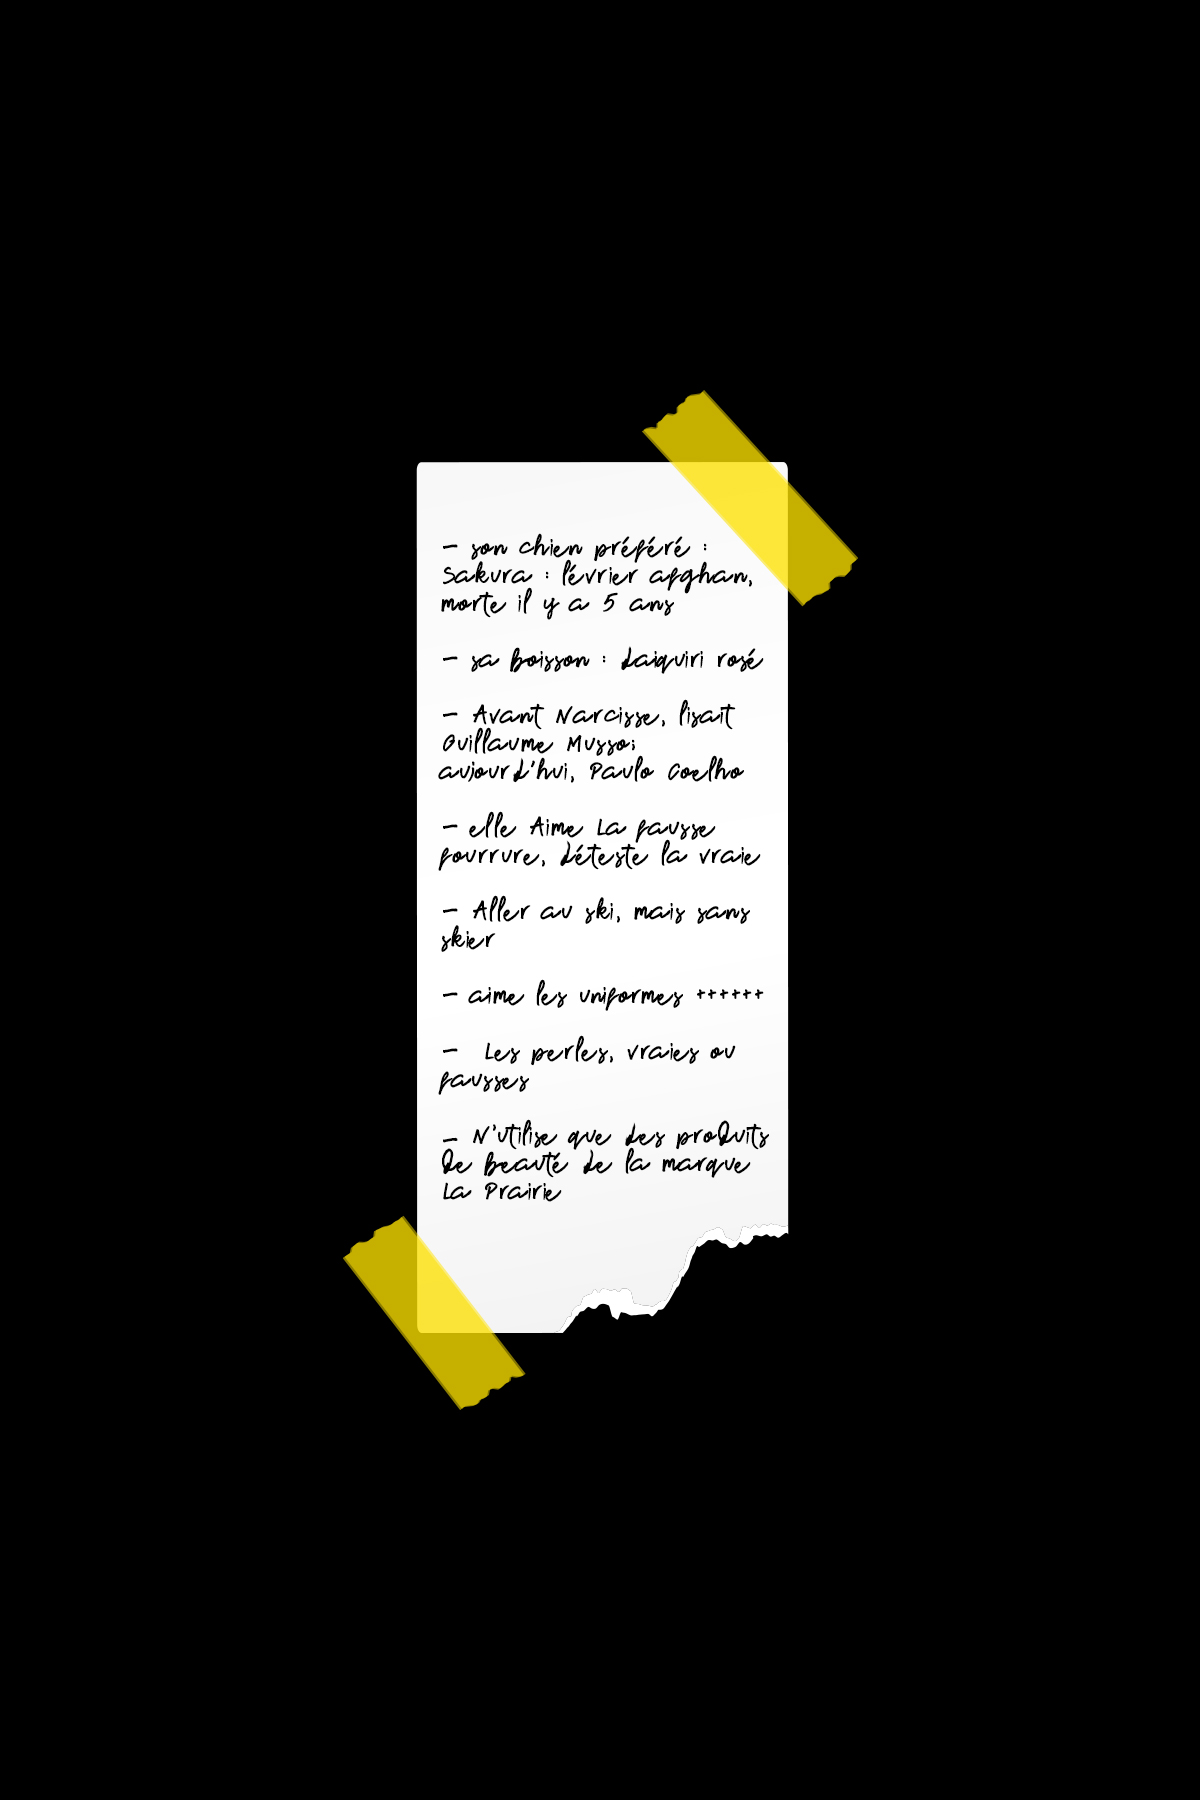 – son chien préféré :
Sakura : lévrier afghan,
morte il y a 5 ans
– sa boisson : daiquiri rosé
– Avant Narcisse, lisait
Guillaume Musso;
aujourd'hui, Paulo Coelho
– elle Aime La fausse
fourrure, déteste la vraie
– Aller au ski, mais sans
skier
– aime les uniformes ++++++
– Les perles, vraies ou
fausses
– N'utilise que des produits
De beauté de la marque
La Prairie